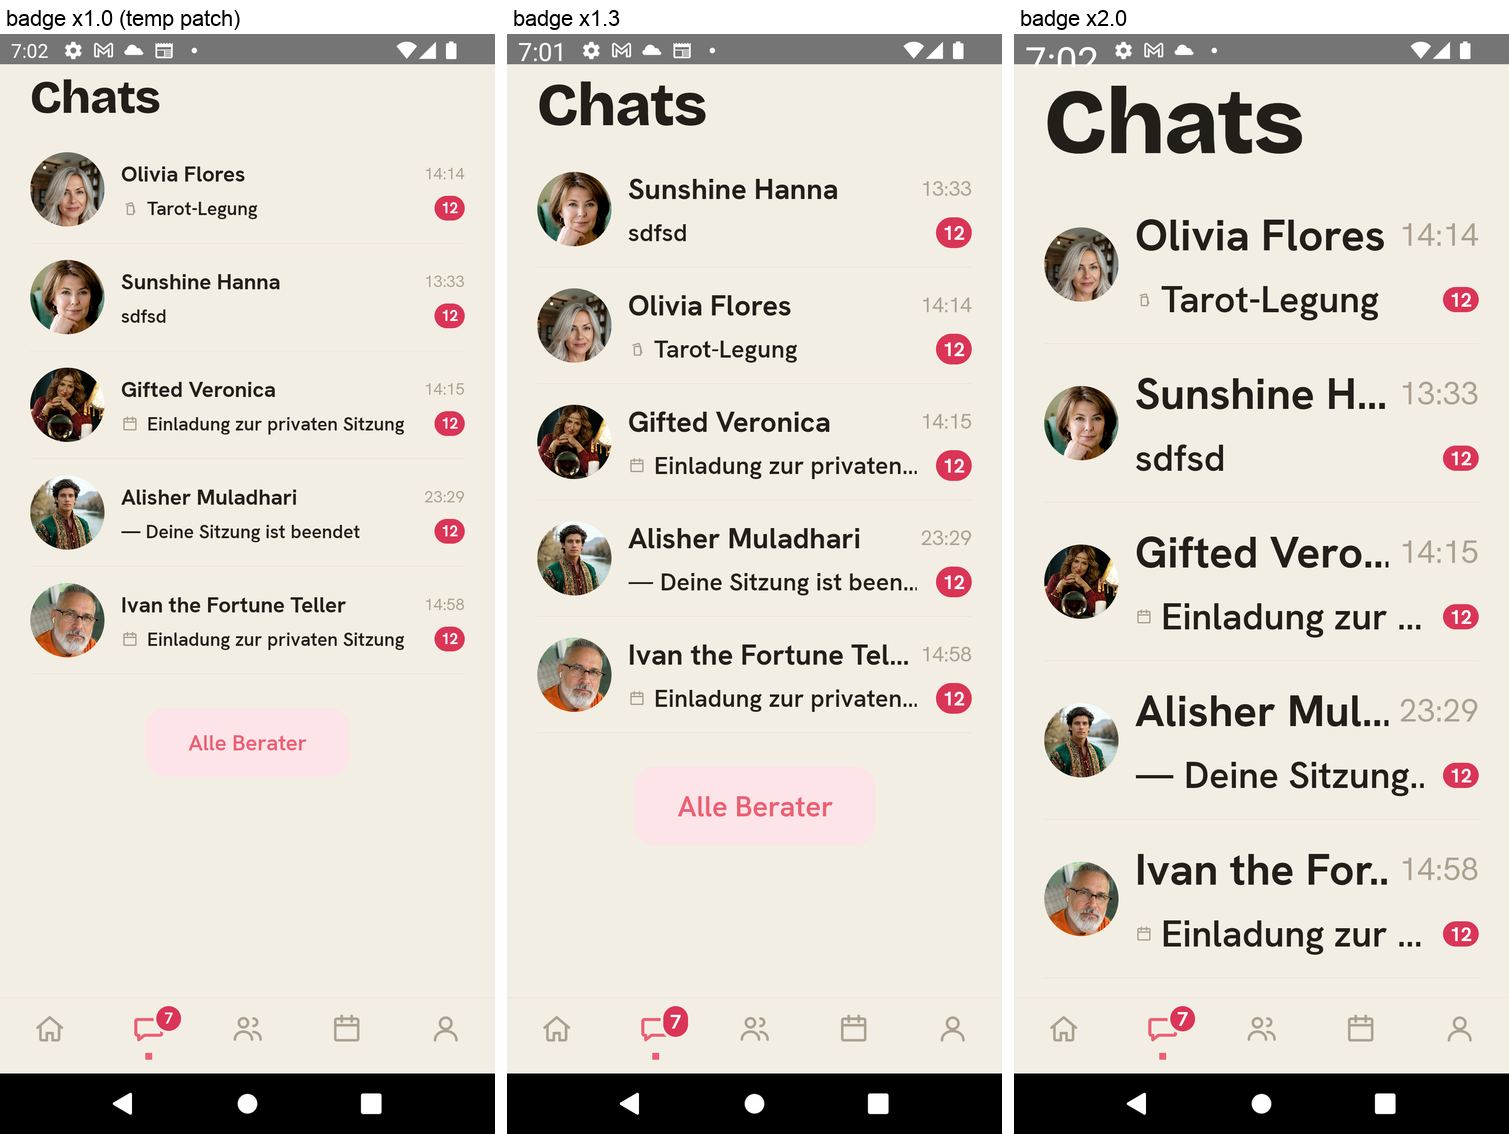 badge x1.0 (temp patch)
7:02
Chats
Olivia Flores 14:14
Tarot-Legung 12
Sunshine Hanna 13:33
sdfsd 12
Gifted Veronica 14:15
Einladung zur privaten Sitzung 12
Alisher Muladhari 23:29
— Deine Sitzung ist beendet 12
Ivan the Fortune Teller 14:58
Einladung zur privaten Sitzung 12
Alle Berater
7
badge x1.3
7:01
Chats
Sunshine Hanna 13:33
sdfsd 12
Olivia Flores 14:14
Tarot-Legung 12
Gifted Veronica 14:15
Einladung zur privaten... 12
Alisher Muladhari 23:29
— Deine Sitzung ist been... 12
Ivan the Fortune Tel... 14:58
Einladung zur privaten... 12
Alle Berater
7
badge x2.0
7:02
Chats
Olivia Flores 14:14
Tarot-Legung 12
Sunshine H... 13:33
sdfsd 12
Gifted Vero... 14:15
Einladung zur ... 12
Alisher Mul... 23:29
— Deine Sitzung.. 12
Ivan the For.. 14:58
Einladung zur ... 12
7